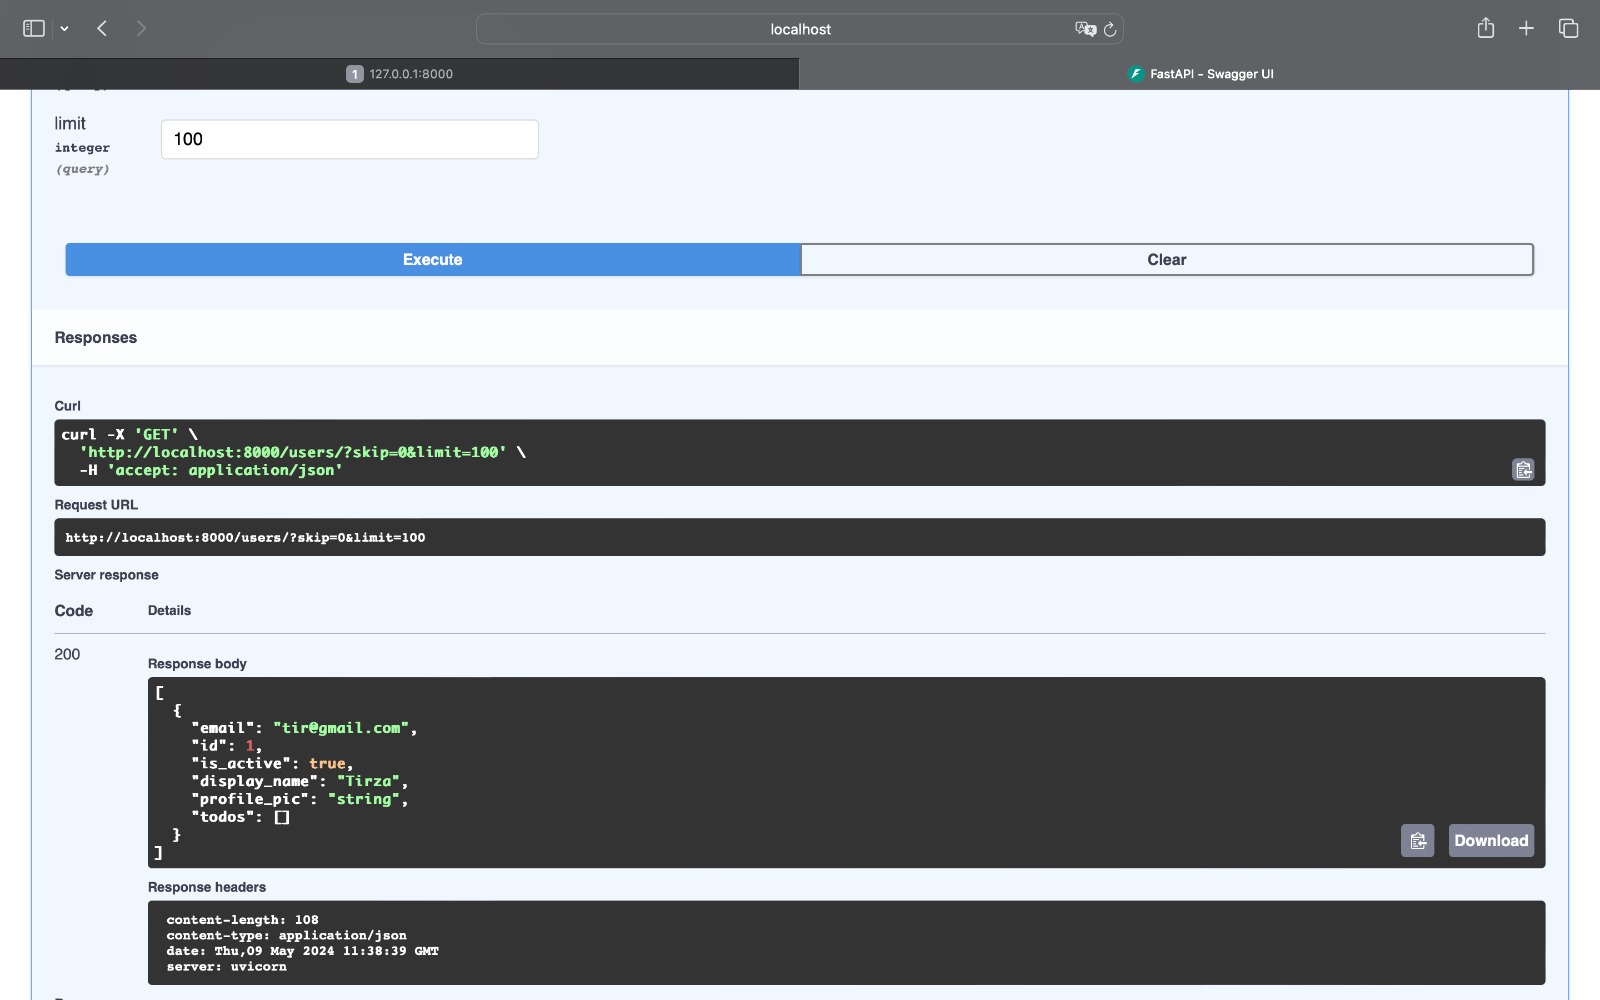 localhost
1 127.0.0.1:8000
FastAPI - Swagger UI
limit
integer
(query)
100
Execute
Clear
Responses
Curl
curl -X 'GET' \
'http://localhost:8000/users/?skip=0&limit=100' \
-H 'accept: application/json'
Request URL
http://localhost:8000/users/?skip=0&limit=100
Server response
Code
Details
200
Response body
[
{
"email": "tir@gmail.com",
"id": 1,
"is_active": true,
"display_name": "Tirza",
"profile_pic": "string",
"todos": []
}
]
Download
Response headers
content-length: 108
content-type: application/json
date: Thu,09 May 2024 11:38:39 GMT
server: uvicorn